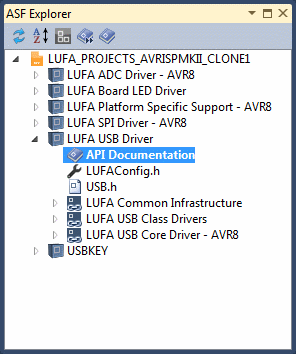 ASF Explorer
LUFA_PROJECTS_AVRISPMKII_CLONE1
LUFA ADC Driver - AVR8
LUFA Board LED Driver
LUFA Platform Specific Support - AVR8
LUFA SPI Driver - AVR8
LUFA USB Driver
API Documentation
LUFAConfig.h
USB.h
LUFA Common Infrastructure
LUFA USB Class Drivers
LUFA USB Core Driver - AVR8
USBKEY